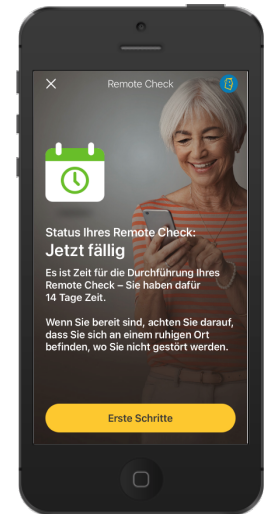 Remote Check
Status Ihres Remote Check:
Jetzt fällig
Es ist Zeit für die Durchführung Ihres
Remote Check – Sie haben dafür
14 Tage Zeit.
Wenn Sie bereit sind, achten Sie darauf,
dass Sie sich an einem ruhigen Ort
befinden, wo Sie nicht gestört werden.
Erste Schritte